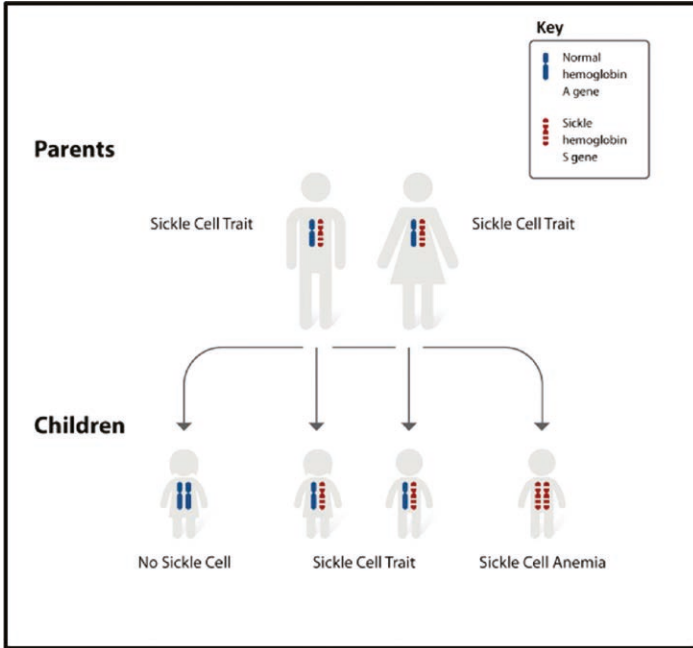 Key
Normal
hemoglobin
A gene
Sickle
hemoglobin
S gene
Parents
Sickle Cell Trait
Sickle Cell Trait
Children
No Sickle Cell
Sickle Cell Trait
Sickle Cell Anemia